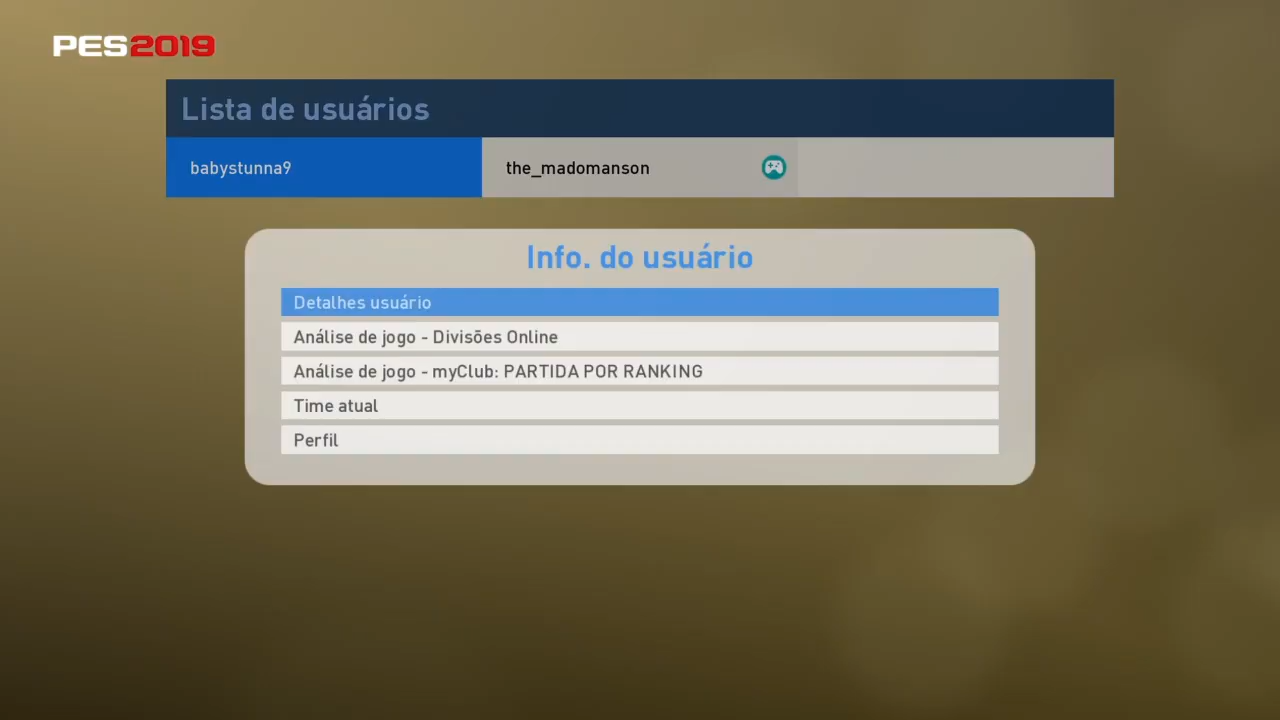 PES2019
Lista de usuários
babystunna9
the_madomanson
Info. do usuário
Detalhes usuário
Análise de jogo - Divisões Online
Análise de jogo - myClub: PARTIDA POR RANKING
Time atual
Perfil